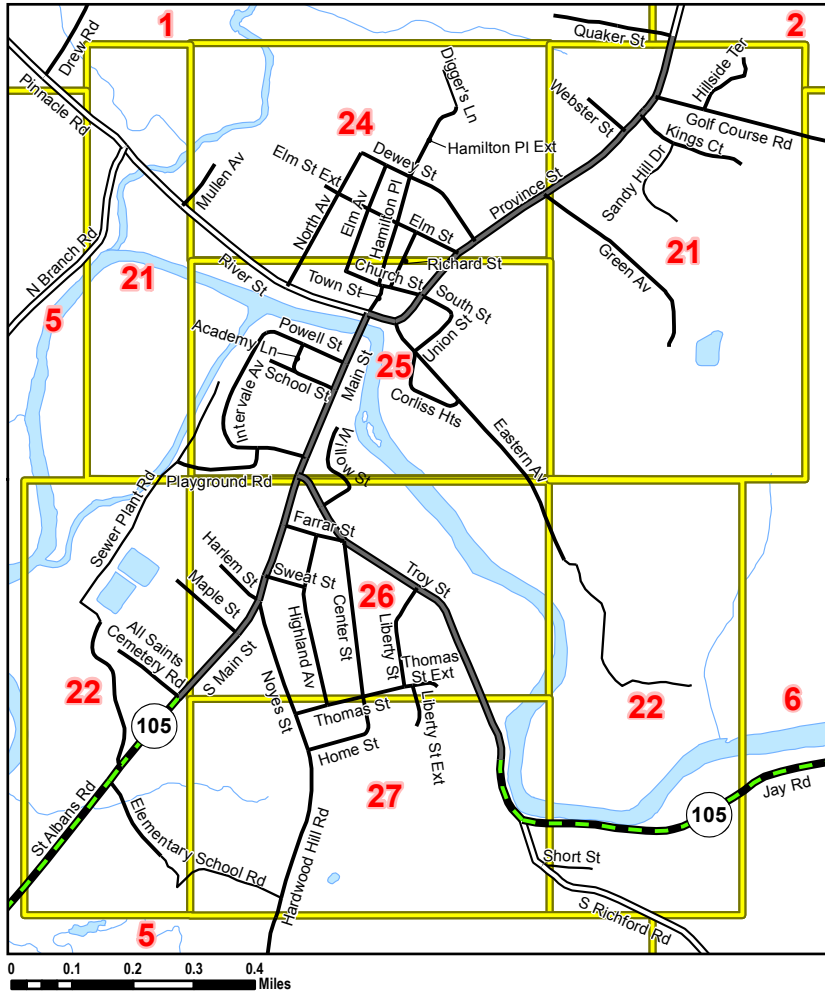 1
2
Drew Rd
Quaker St
Hillside Ter
Pinnacle Rd
Digger's Ln
Webster St
Golf Course Rd
24
Hamilton Pl Ext
Kings Ct
Dewey St
Elm St Ext
Mullen Av
Province St
Sandy Hill Dr
North Av
Elm Av
Hamilton Pl
Elm St
N Branch Rd
Green Av
21
21
Richard St
Church St
River St
Town St
South St
5
Powell St
Academy Ln
Union St
25
School St
Main St
Intervale Av
Corliss Hts
Eastern Av
Willow St
Playground Rd
Sewer Plant Rd
Farrar St
Harlem St
Sweat St
Troy St
Maple St
26
Highland Av
Center St
Liberty St
All Saints
Cemetery Rd
S Main St
Thomas
St Ext
22
22
6
Noyes St
Thomas St
Liberty St Ext
105
Home St
27
Jay Rd
105
St Albans Rd
Elementary School Rd
Hardwood Hill Rd
Short St
S Richford Rd
5
0 0.1 0.2 0.3 0.4
Miles